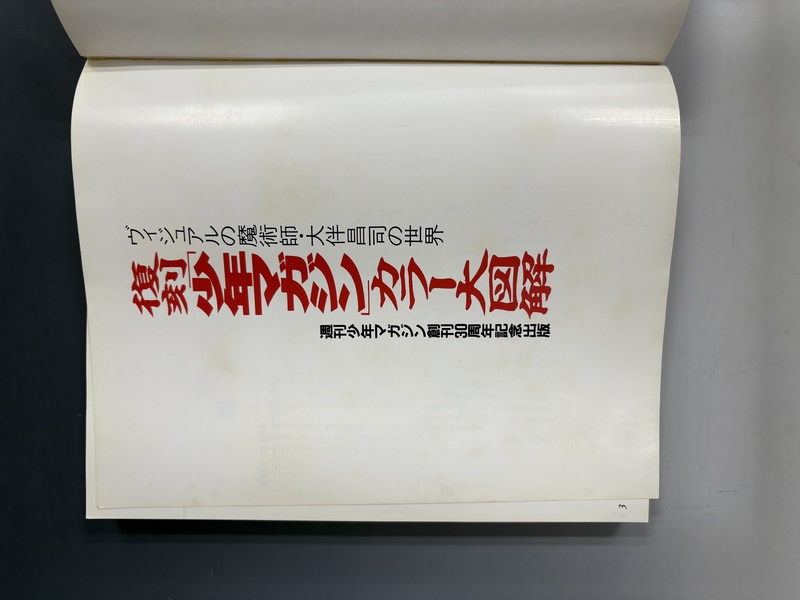 ヴィジュアルの魔術師・大伴昌司の世界
復刻「少年マガジン」カラー大図解
週刊少年マガジン創刊30周年記念出版
3